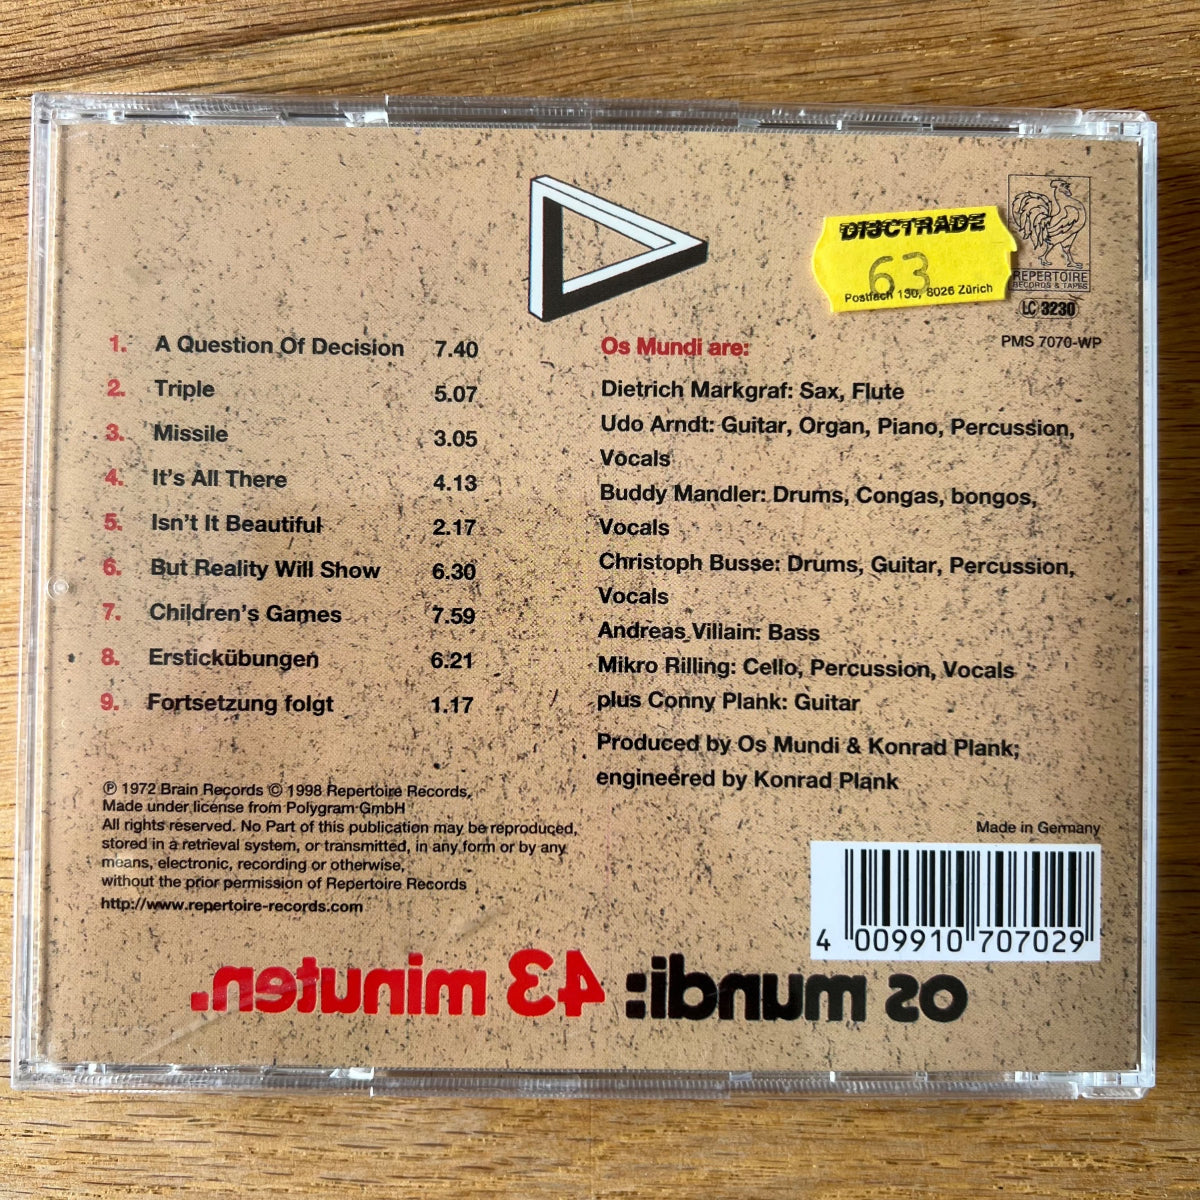 DISCTRADE
63
Postfach 130, 8026 Zürich
REPERTOIRE
RECORDS & TAPES
LC 3230
PMS 7070-WP
1. A Question Of Decision 7.40
2. Triple 5.07
3. Missile 3.05
4. It's All There 4.13
5. Isn't It Beautiful 2.17
6. But Reality Will Show 6.30
7. Children's Games 7.59
8. Erstickübungen 6.21
9. Fortsetzung folgt 1.17
Os Mundi are:
Dietrich Markgraf: Sax, Flute
Udo Arndt: Guitar, Organ, Piano, Percussion,
Vocals
Buddy Mandler: Drums, Congas, bongos,
Vocals
Christoph Busse: Drums, Guitar, Percussion,
Vocals
Andreas Villain: Bass
Mikro Rilling: Cello, Percussion, Vocals
plus Conny Plank: Guitar
Produced by Os Mundi & Konrad Plank;
engineered by Konrad Plank
℗ 1972 Brain Records © 1998 Repertoire Records,
Made under license from Polygram GmbH
All rights reserved. No Part of this publication may be reproduced,
stored in a retrieval system, or transmitted, in any form or by any
means, electronic, recording or otherwise,
without the prior permission of Repertoire Records
http://www.repertoire-records.com
Made in Germany
4 009910 707029
os mundi: 43 minuten.